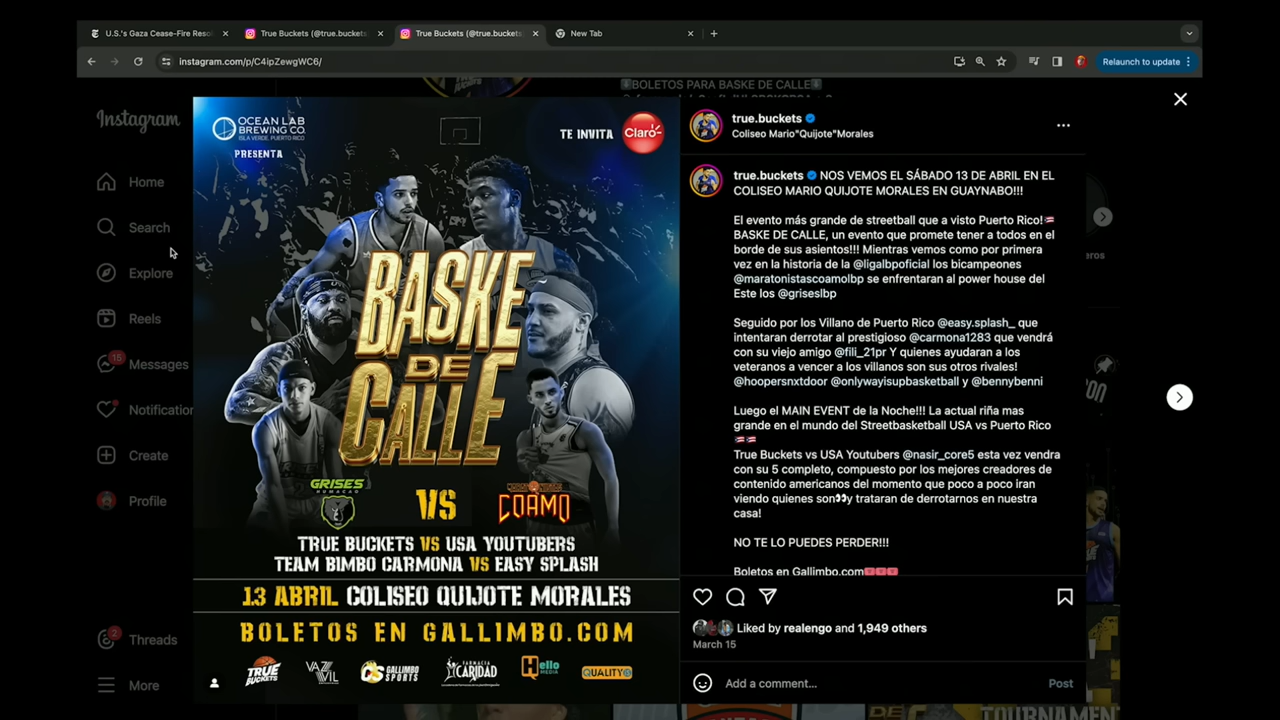 U.S.'s Gaza Cease-Fire Reso
True Buckets (@true.buckets
True Buckets (@true.buckets
New Tab
instagram.com/p/C4ipZewgWC6/
Relaunch to update
BOLETOS PARA BASKE DE CALLE
Instagram
Home
Search
Explore
Reels
15
Messages
Notification
Create
Profile
2
Threads
More
OCEAN LAB
BREWING CO.
ISLA VERDE, PUERTO RICO
PRESENTA
TE INVITA
Claro
BASKE
DE
CALLE
GRISES
HUMACAO
VS
COAMO
TRUE BUCKETS VS USA YOUTUBERS
TEAM BIMBO CARMONA VS EASY SPLASH
13 ABRIL COLISEO QUIJOTE MORALES
BOLETOS EN GALLIMBO.COM
TRUE BUCKETS
VAZVIL
GALLIMBO SPORTS
FARMACIA CARIDAD
Hello MEDIA
QUALITY
true.buckets
Coliseo Mario"Quijote"Morales
true.buckets NOS VEMOS EL SÁBADO 13 DE ABRIL EN EL
COLISEO MARIO QUIJOTE MORALES EN GUAYNABO!!!
El evento más grande de streetball que a visto Puerto Rico!🇵🇷
BASKE DE CALLE, un evento que promete tener a todos en el
borde de sus asientos!!! Mientras vemos como por primera
vez en la historia de la @ligalbpoficial los bicampeones
@maratonistascoamolbp se enfrentaran al power house del
Este los @griseslbp
Seguido por los Villano de Puerto Rico @easy.splash_ que
intentaran derrotar al prestigioso @carmona1283 que vendrá
con su viejo amigo @fili_21pr Y quienes ayudaran a los
veteranos a vencer a los villanos son sus otros rivales!
@hoopersnxtdoor @onlywayisupbasketball y @bennybenni
Luego el MAIN EVENT de la Noche!!! La actual riña mas
grande en el mundo del Streetbasketball USA vs Puerto Rico
🇵🇷🇵🇷
True Buckets vs USA Youtubers @nasir_core5 esta vez vendra
con su 5 completo, compuesto por los mejores creadores de
contenido americanos del momento que poco a poco iran
viendo quienes son👀y trataran de derrotarnos en nuestra
casa!
NO TE LO PUEDES PERDER!!!
Boletos en Gallimbo.com🎟🎟🎟
Liked by realengo and 1,949 others
March 15
Add a comment...
Post